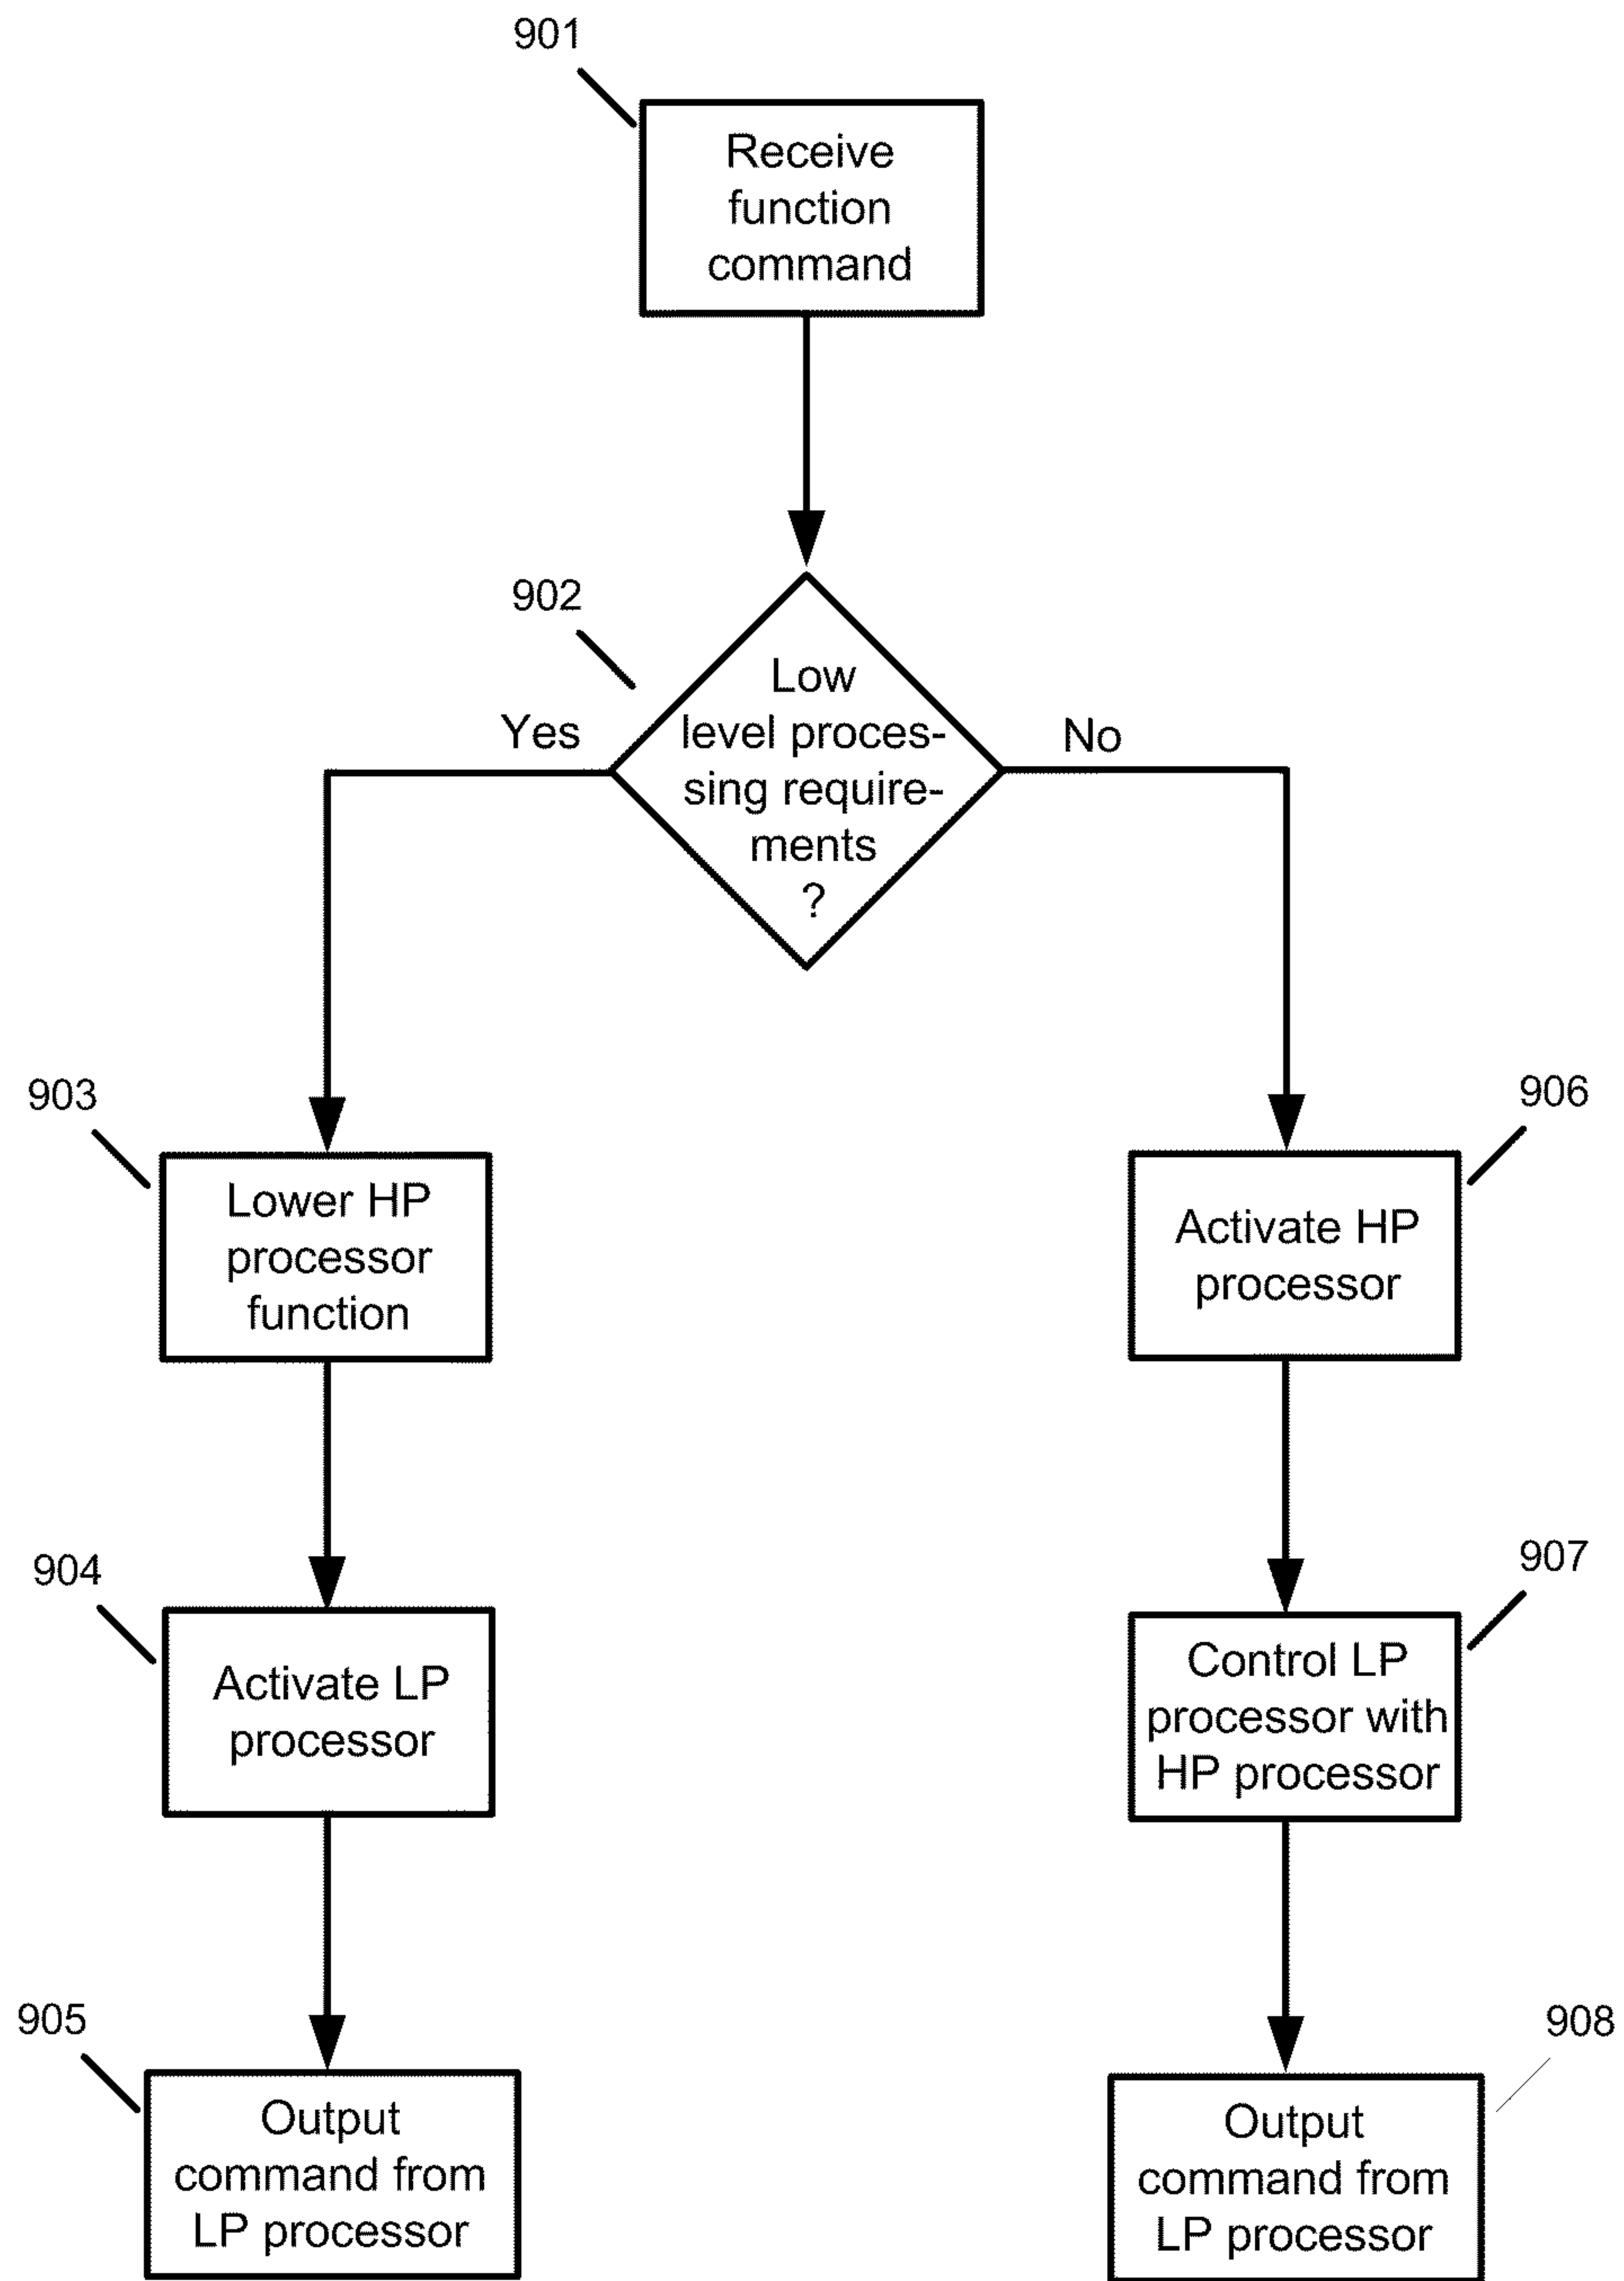 901
Receive
function
command
902
Low
level proces-
sing require-
ments
?
Yes
No
903
Lower HP
processor
function
904
Activate LP
processor
905
Output
command from
LP processor
906
Activate HP
processor
907
Control LP
processor with
HP processor
908
Output
command from
LP processor